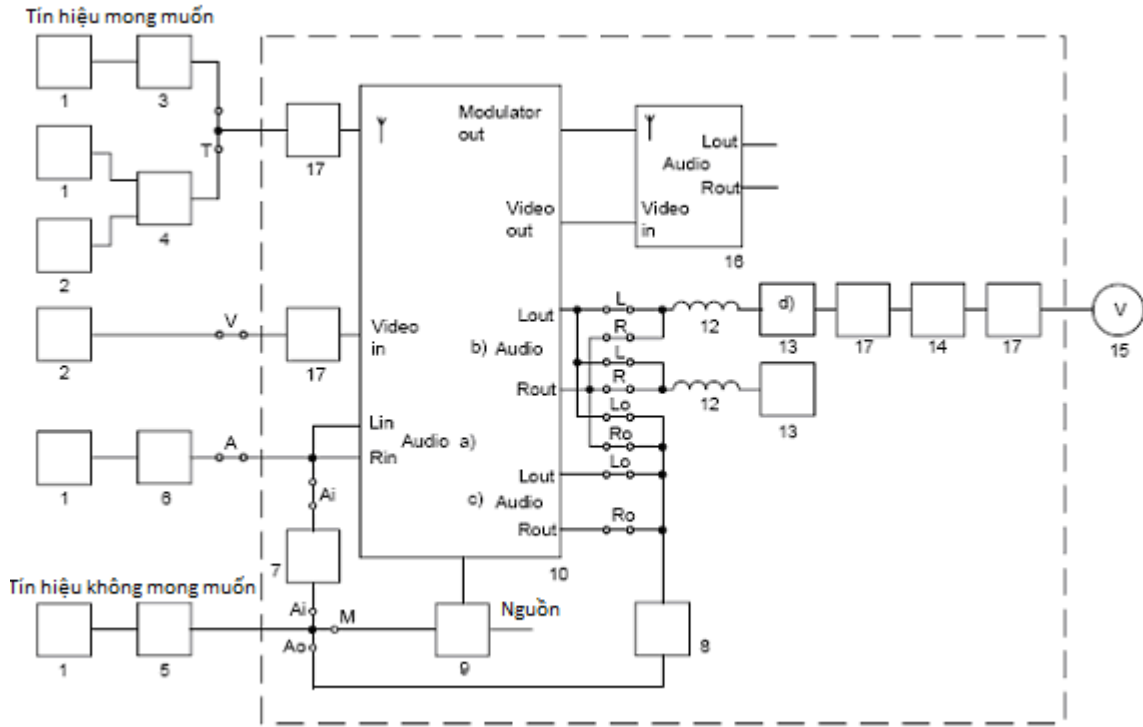 Tín hiệu mong muốn
1
3
1
T
17
4
2
Modulator out
Video out
Lout
Audio
Rout
Video in
16
V
2
17
Video in
Lout
b) Audio
Rout
L
R
L
R
Lo
Ro
Lo
Ro
12
d)
13
17
14
17
V
15
12
13
A
1
6
Lin
Audio a)
Rin
Ai
Lout
c) Audio
Rout
7
10
Tín hiệu không mong muốn
Ai
M
Nguồn
Ao
1
5
9
8